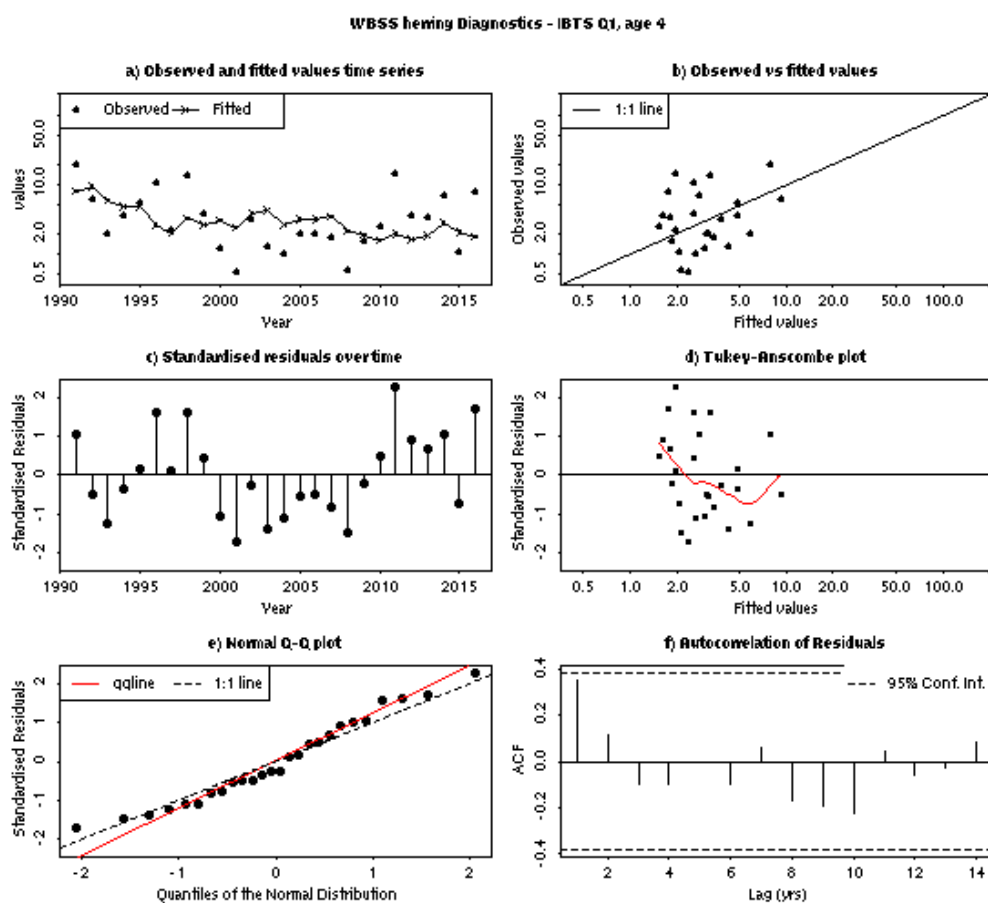 WBSS herring Diagnostics - IBTS Q1, age 4
a) Observed and fitted values time series
Observed Fitted
values
50.0
10.0
2.0
0.5
1990 1995 2000 2005 2010 2015
Year
b) Observed vs fitted values
1:1 line
Observed values
50.0
10.0
2.0
0.5
0.5 1.0 2.0 5.0 10.0 20.0 50.0 100.0
Fitted values
c) Standardised residuals over time
Standardised Residuals
2
1
0
-1
-2
1990 1995 2000 2005 2010 2015
Year
d) Tukey-Anscombe plot
Standardised Residuals
2
1
0
-1
-2
0.5 1.0 2.0 5.0 10.0 20.0 50.0 100.0
Fitted values
e) Normal Q-Q plot
qqline 1:1 line
Standardised Residuals
2
1
0
-1
-2
-2 -1 0 1 2
Quantiles of the Normal Distribution
f) Autocorrelation of Residuals
95% Conf. Int.
ACF
0.4
0.2
0.0
-0.2
-0.4
2 4 6 8 10 12 14
Lag (yrs)